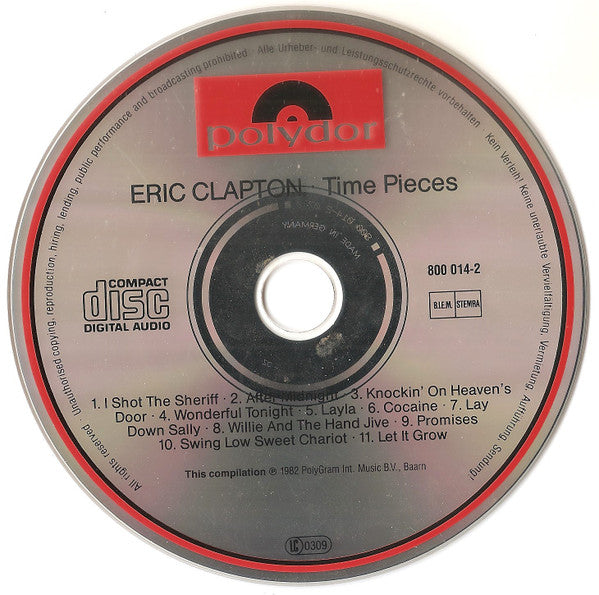 polydor
ERIC CLAPTON · Time Pieces
800 014-2
MADE IN GERMANY
COMPACT
disc
DIGITAL AUDIO
B.I.E.M. STEMRA
1. I Shot The Sheriff · 2. After Midnight · 3. Knockin' On Heaven's
Door · 4. Wonderful Tonight · 5. Layla · 6. Cocaine · 7. Lay
Down Sally · 8. Willie And The Hand Jive · 9. Promises
10. Swing Low Sweet Chariot · 11. Let It Grow
This compilation ℗ 1982 PolyGram Int. Music B.V., Baarn
LC 0309
All rights reserved · Unauthorised copying, reproduction, hiring, lending, public performance and broadcasting prohibited · Alle Urheber- und Leistungsschutzrechte vorbehalten · Kein Verleih! Keine unerlaubte Vervielfältigung, Vermietung, Aufführung, Sendung!